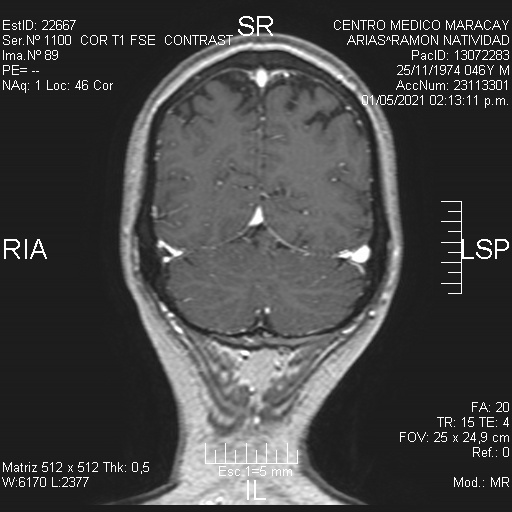 EstID: 22667
Ser.Nº 1100 COR T1 FSE CONTRAST
Ima.Nº 89
PE= --
NAq: 1 Loc: 46 Cor
SR
CENTRO MEDICO MARACAY
ARIAS^RAMON NATIVIDAD
PacID: 13072283
25/11/1974 046Y M
AccNum: 23113301
01/05/2021 02:13:11 p.m.
RIA
LSP
FA: 20
TR: 15 TE: 4
FOV: 25 x 24,9 cm
Ref.: 0
Matriz 512 x 512 Thk: 0,5
W:6170 L:2377
Esc.1=5 mm
IL
Mod.: MR